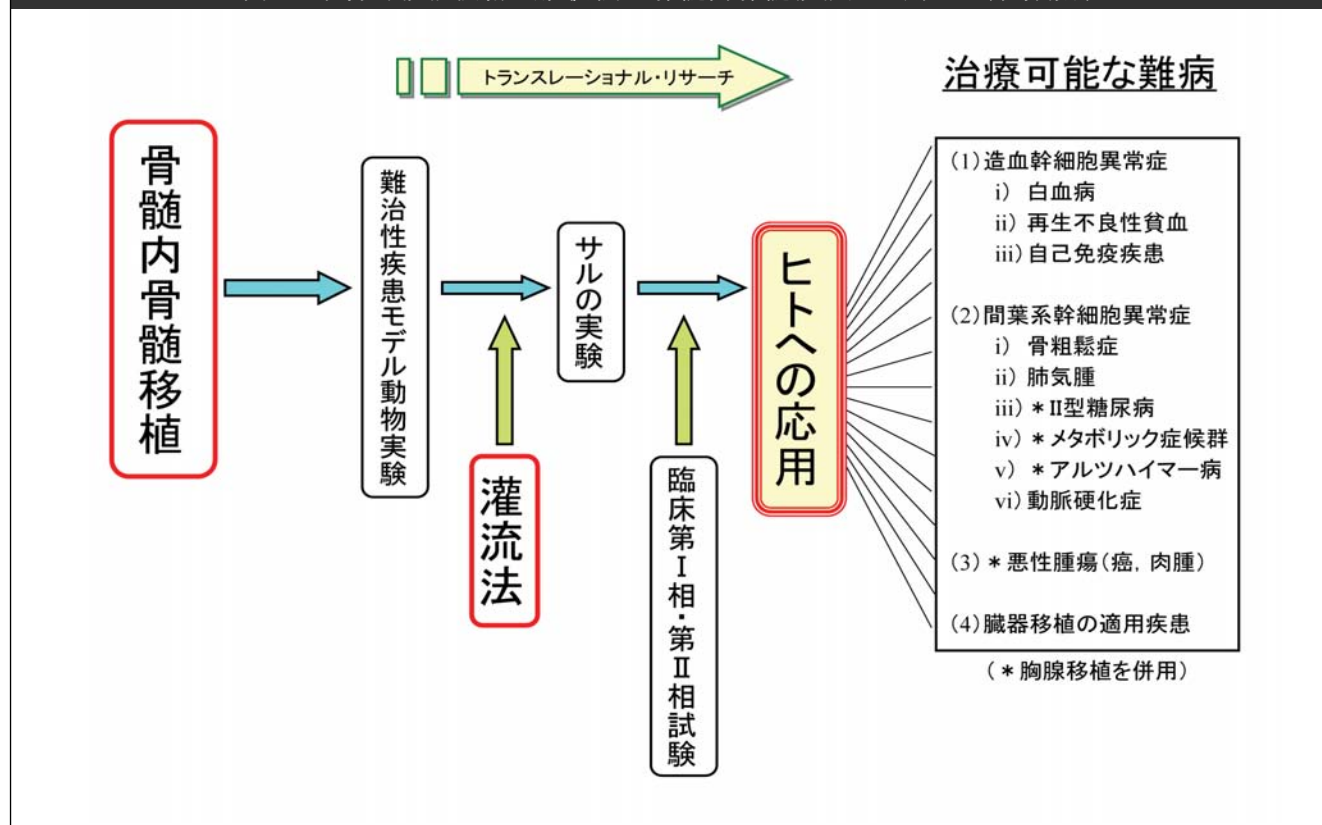 トランスレーショナル・リサーチ
治療可能な難病
骨髄内骨髄移植
難治性疾患モデル動物実験
灌流法
サルの実験
臨床第Ⅰ相・第Ⅱ相試験
ヒトへの応用
(1)造血幹細胞異常症
i) 白血病
ii) 再生不良性貧血
iii) 自己免疫疾患
(2)間葉系幹細胞異常症
i) 骨粗鬆症
ii) 肺気腫
iii) *II型糖尿病
iv) *メタボリック症候群
v) *アルツハイマー病
vi) 動脈硬化症
(3) *悪性腫瘍(癌, 肉腫)
(4)臓器移植の適用疾患
(*胸腺移植を併用)